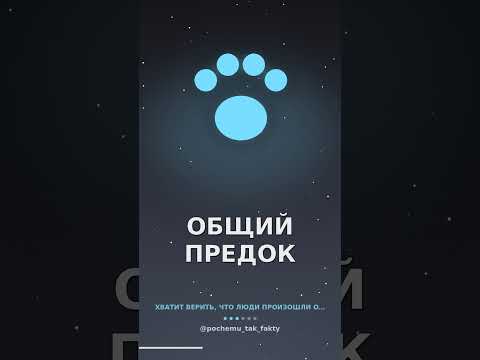 ОБЩИЙ
ПРЕДОК
ХВАТИТ ВЕРИТЬ, ЧТО ЛЮДИ ПРОИЗОШЛИ О...
@pochemu_tak_fakty